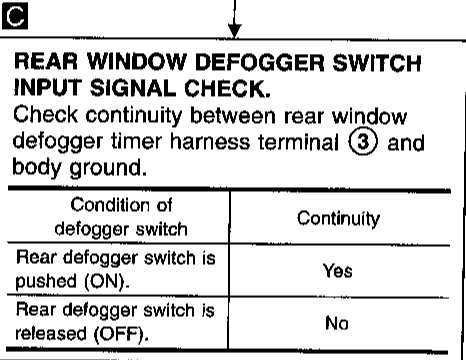 C
REAR WINDOW DEFOGGER SWITCH
INPUT SIGNAL CHECK.
Check continuity between rear window
defogger timer harness terminal ③ and
body ground.
Condition of
defogger switch
Continuity
Rear defogger switch is
pushed (ON).
Yes
Rear defogger switch is
released (OFF).
No